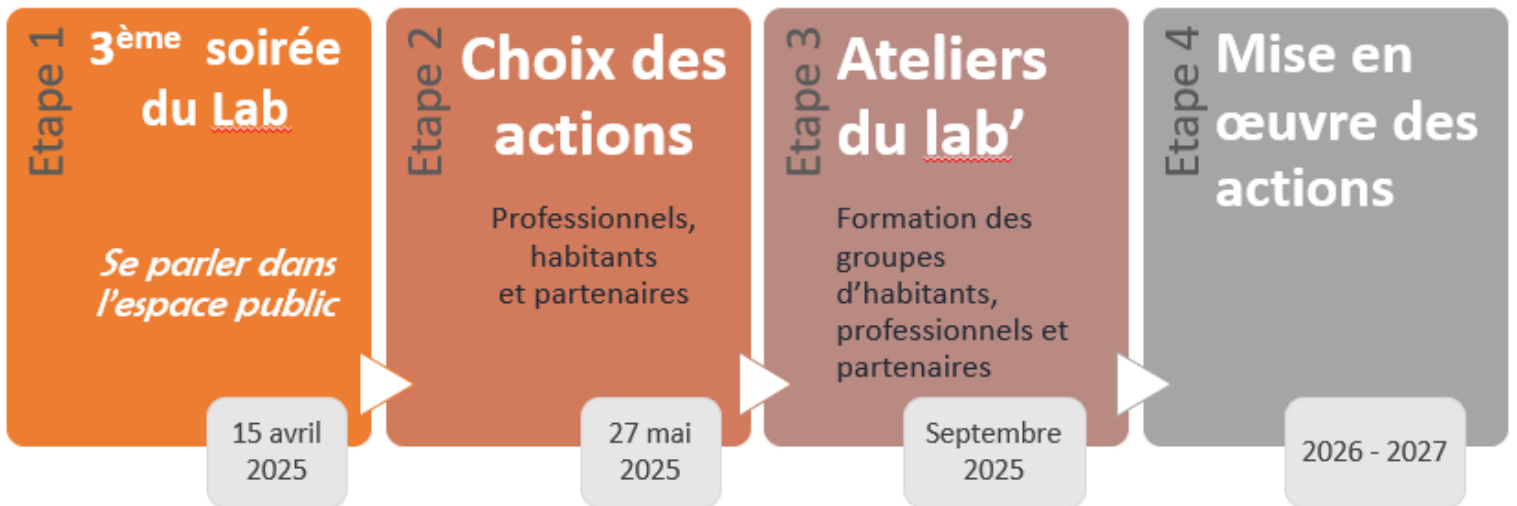 Etape 1
3ème soirée
du Lab
Se parler dans
l'espace public
15 avril
2025
Etape 2
Choix des
actions
Professionnels,
habitants
et partenaires
27 mai
2025
Etape 3
Ateliers
du lab’
Formation des
groupes
d’habitants,
professionnels et
partenaires
Septembre
2025
Etape 4
Mise en
œuvre des
actions
2026 - 2027